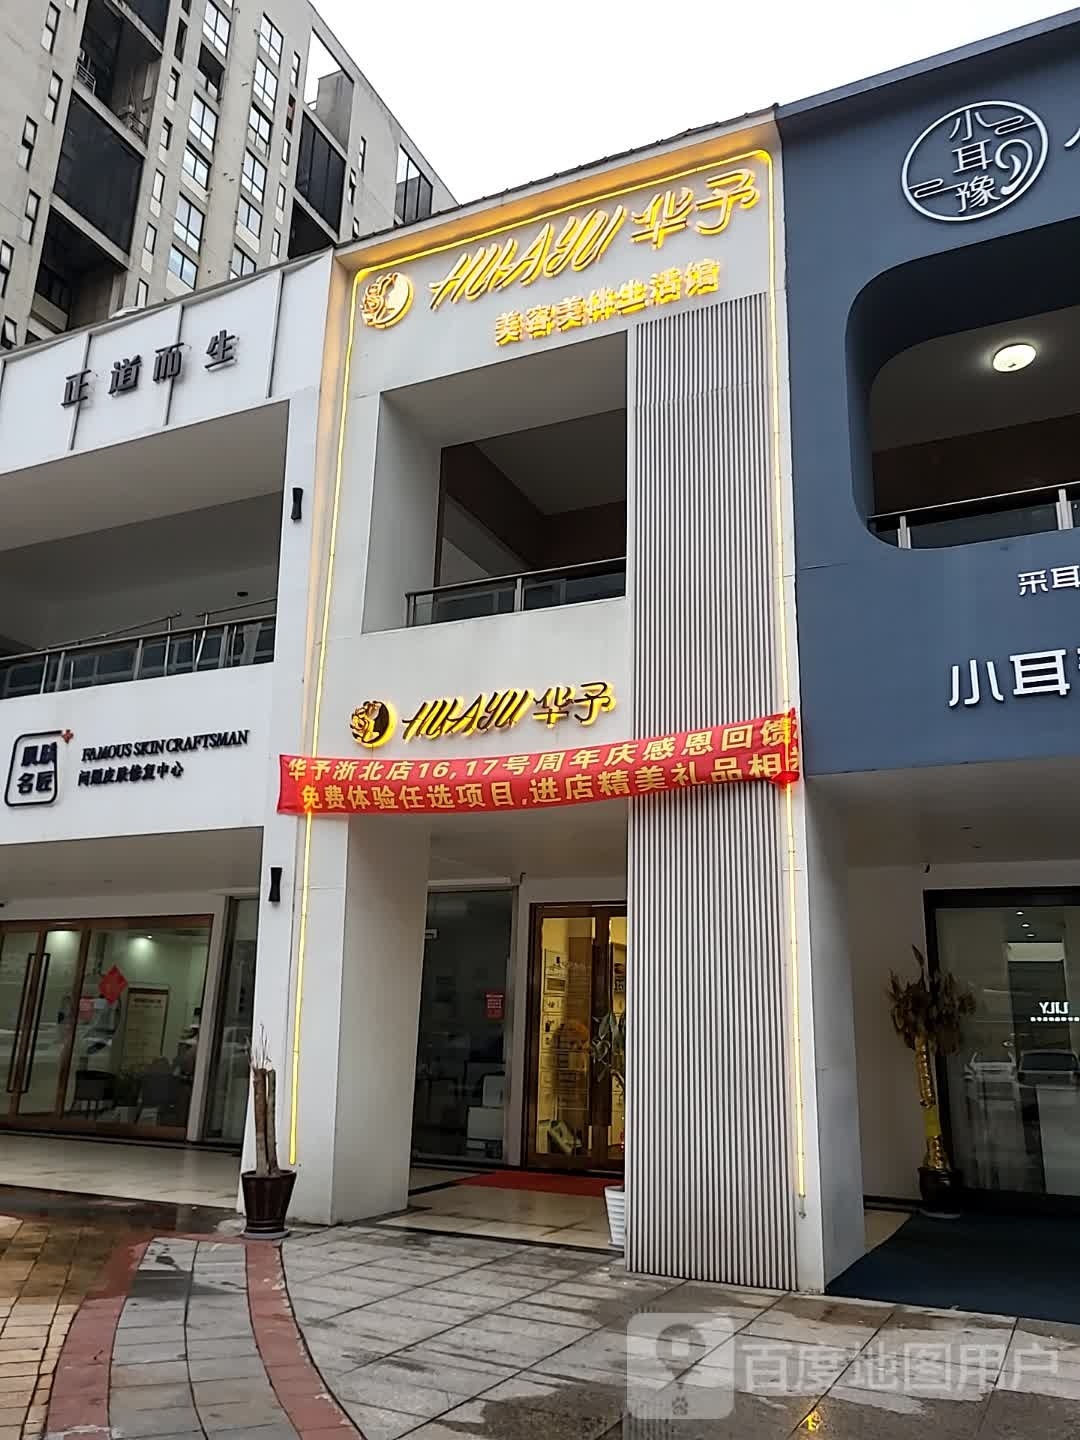 HUAYU 华予
美容美体生活馆
正道而生
小耳豫
采耳
小耳
HUAYU 华予
FAMOUS SKIN CRAFTSMAN
问题皮肤修复中心
名匠
华予浙北店16,17号周年庆感恩回馈
免费体验任选项目,进店精美礼品相
LILY
百度地图用户